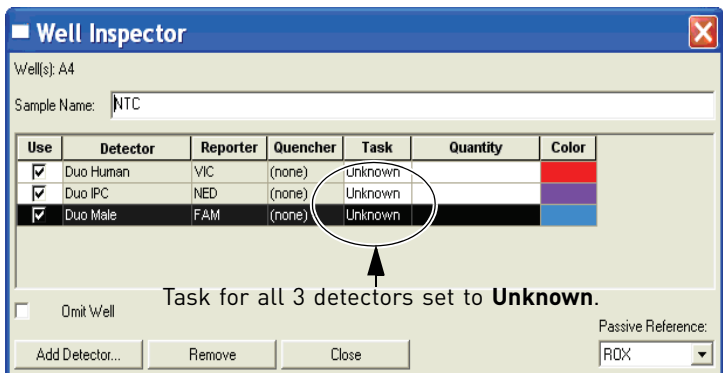 Well Inspector
Well(s): A4
Sample Name: NTC
Use Detector Reporter Quencher Task Quantity Color
Duo Human VIC (none) Unknown
Duo IPC NED (none) Unknown
Duo Male FAM (none) Unknown
Task for all 3 detectors set to Unknown.
Omit Well
Passive Reference:
Add Detector... Remove Close ROX